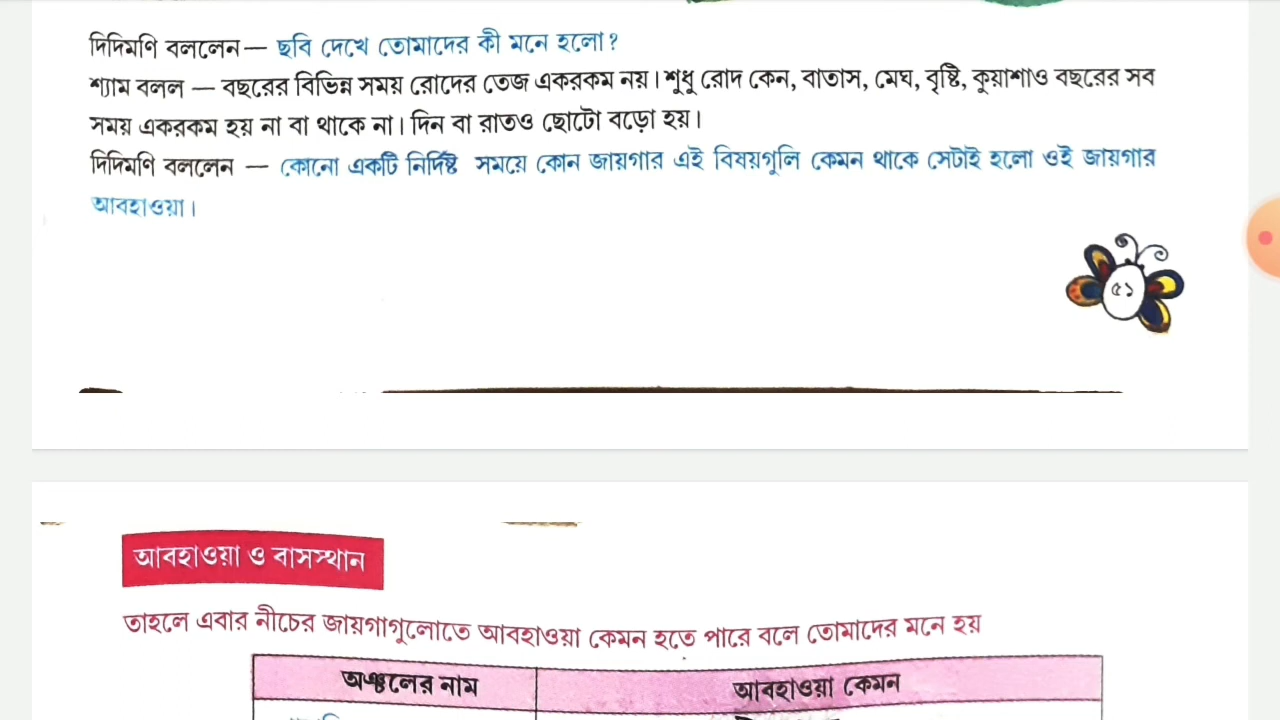 দিদিমণি বললেন— ছবি দেখে তোমাদের কী মনে হলো?
শ্যাম বলল — বছরের বিভিন্ন সময় রোদের তেজ একরকম নয়। শুধু রোদ কেন, বাতাস, মেঘ, বৃষ্টি, কুয়াশাও বছরের সব
সময় একরকম হয় না বা থাকে না। দিন বা রাতও ছোটো বড়ো হয়।
দিদিমণি বললেন — কোনো একটি নির্দিষ্ট সময়ে কোন জায়গার এই বিষয়গুলি কেমন থাকে সেটাই হলো ওই জায়গার
আবহাওয়া।
৫১
আবহাওয়া ও বাসস্থান
তাহলে এবার নীচের জায়গাগুলোতে আবহাওয়া কেমন হতে পারে বলে তোমাদের মনে হয়
অঞ্চলের নাম
আবহাওয়া কেমন